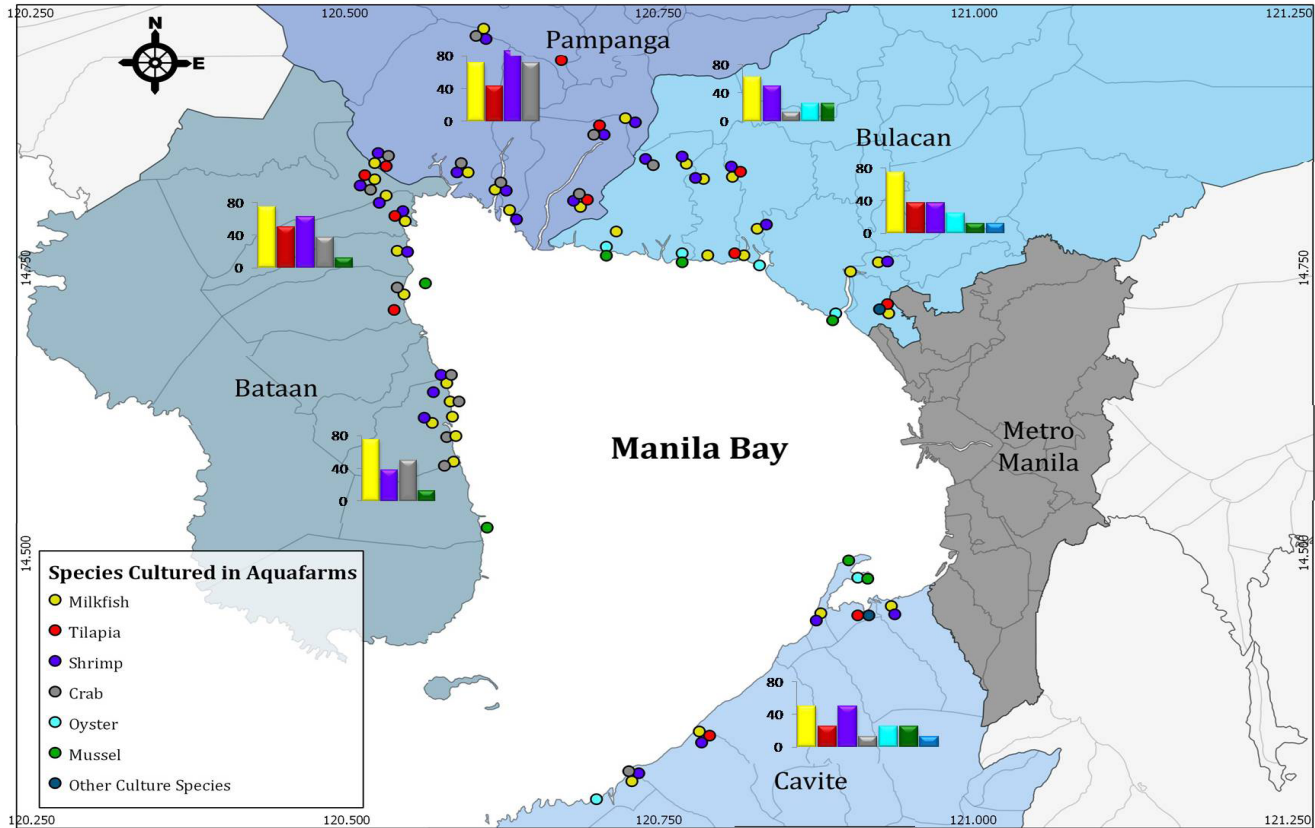 120.250
120.500
120.750
121.000
121.250
N
E
Pampanga
80
40
0
80
40
0
Bulacan
80
40
0
80
40
0
14.750
14.750
Bataan
80
40
0
Manila Bay
Metro
Manila
14.500
14.500
Species Cultured in Aquafarms
Milkfish
Tilapia
Shrimp
Crab
Oyster
Mussel
Other Culture Species
80
40
0
Cavite
120.250
120.500
120.750
121.000
121.250